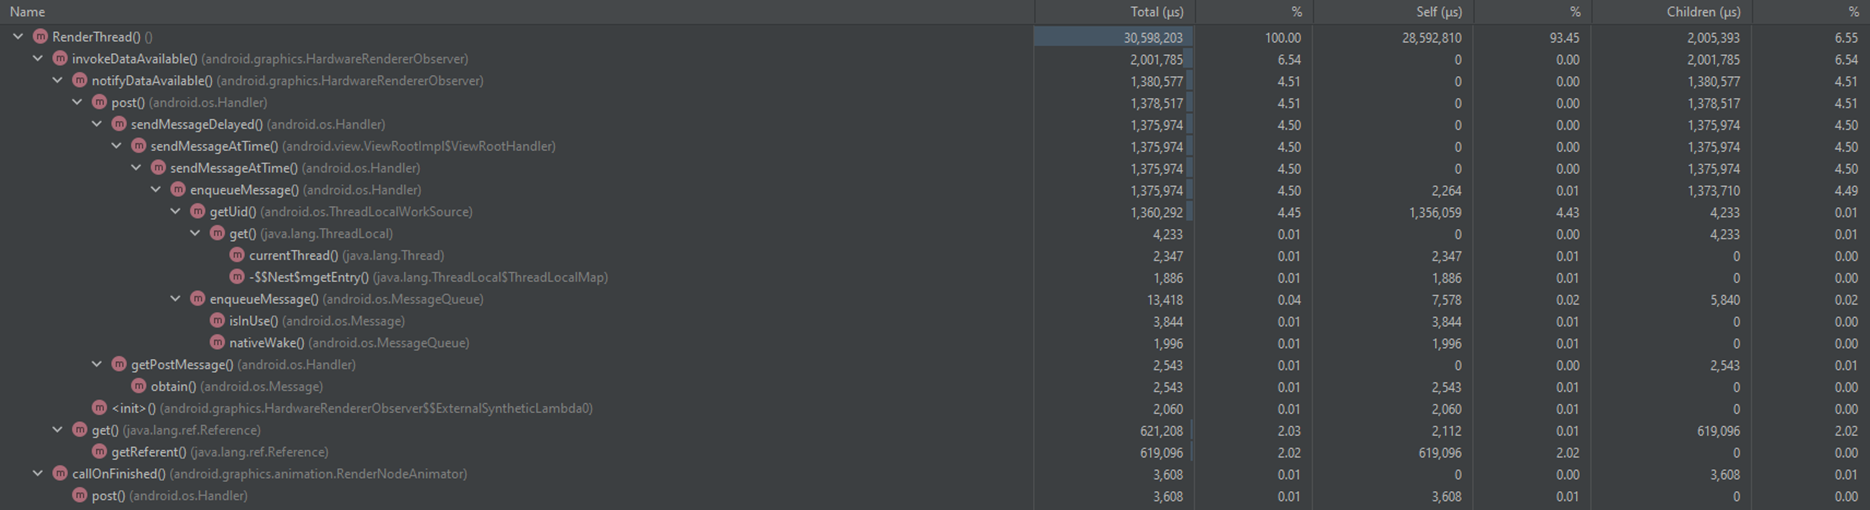 Name Total (µs) % Self (µs) % Children (µs) %
RenderThread() () 30,598,203 100.00 28,592,810 93.45 2,005,393 6.55
invokeDataAvailable() (android.graphics.HardwareRendererObserver) 2,001,785 6.54 0 0.00 2,001,785 6.54
notifyDataAvailable() (android.graphics.HardwareRendererObserver) 1,380,577 4.51 0 0.00 1,380,577 4.51
post() (android.os.Handler) 1,378,517 4.51 0 0.00 1,378,517 4.51
sendMessageDelayed() (android.os.Handler) 1,375,974 4.50 0 0.00 1,375,974 4.50
sendMessageAtTime() (android.view.ViewRootImpl$ViewRootHandler) 1,375,974 4.50 0 0.00 1,375,974 4.50
sendMessageAtTime() (android.os.Handler) 1,375,974 4.50 0 0.00 1,375,974 4.50
enqueueMessage() (android.os.Handler) 1,375,974 4.50 2,264 0.01 1,373,710 4.49
getUid() (android.os.ThreadLocalWorkSource) 1,360,292 4.45 1,356,059 4.43 4,233 0.01
get() (java.lang.ThreadLocal) 4,233 0.01 0 0.00 4,233 0.01
currentThread() (java.lang.Thread) 2,347 0.01 2,347 0.01 0 0.00
-$$Nest$mgetEntry() (java.lang.ThreadLocal$ThreadLocalMap) 1,886 0.01 1,886 0.01 0 0.00
enqueueMessage() (android.os.MessageQueue) 13,418 0.04 7,578 0.02 5,840 0.02
isInUse() (android.os.Message) 3,844 0.01 3,844 0.01 0 0.00
nativeWake() (android.os.MessageQueue) 1,996 0.01 1,996 0.01 0 0.00
getPostMessage() (android.os.Handler) 2,543 0.01 0 0.00 2,543 0.01
obtain() (android.os.Message) 2,543 0.01 2,543 0.01 0 0.00
<init>() (android.graphics.HardwareRendererObserver$$ExternalSyntheticLambda0) 2,060 0.01 2,060 0.01 0 0.00
get() (java.lang.ref.Reference) 621,208 2.03 2,112 0.01 619,096 2.02
getReferent() (java.lang.ref.Reference) 619,096 2.02 619,096 2.02 0 0.00
callOnFinished() (android.graphics.animation.RenderNodeAnimator) 3,608 0.01 0 0.00 3,608 0.01
post() (android.os.Handler) 3,608 0.01 3,608 0.01 0 0.00